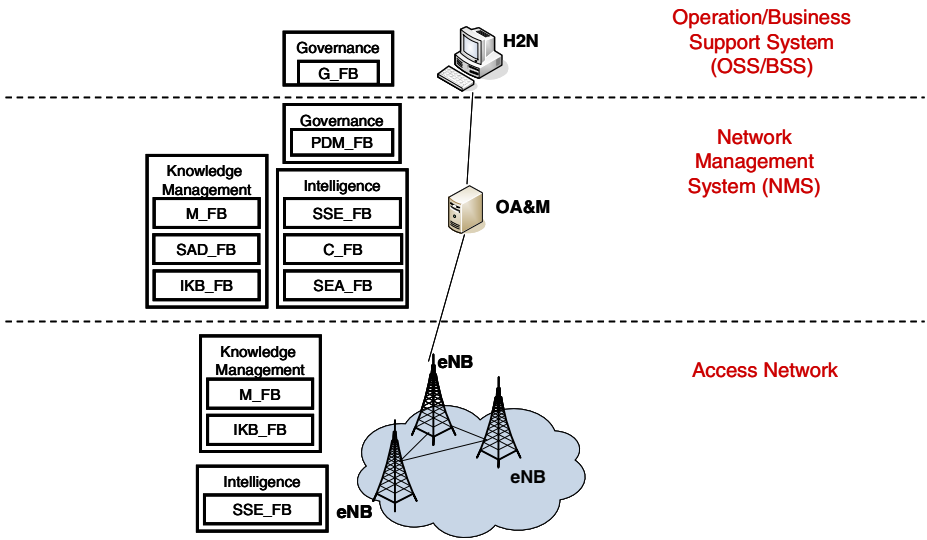 Governance
G_FB
H2N
Operation/Business
Support System
(OSS/BSS)
Governance
PDM_FB
Knowledge
Management
M_FB
SAD_FB
IKB_FB
Intelligence
SSE_FB
C_FB
SEA_FB
OA&M
Network
Management
System (NMS)
Knowledge
Management
M_FB
IKB_FB
Intelligence
SSE_FB
eNB
eNB
eNB
Access Network